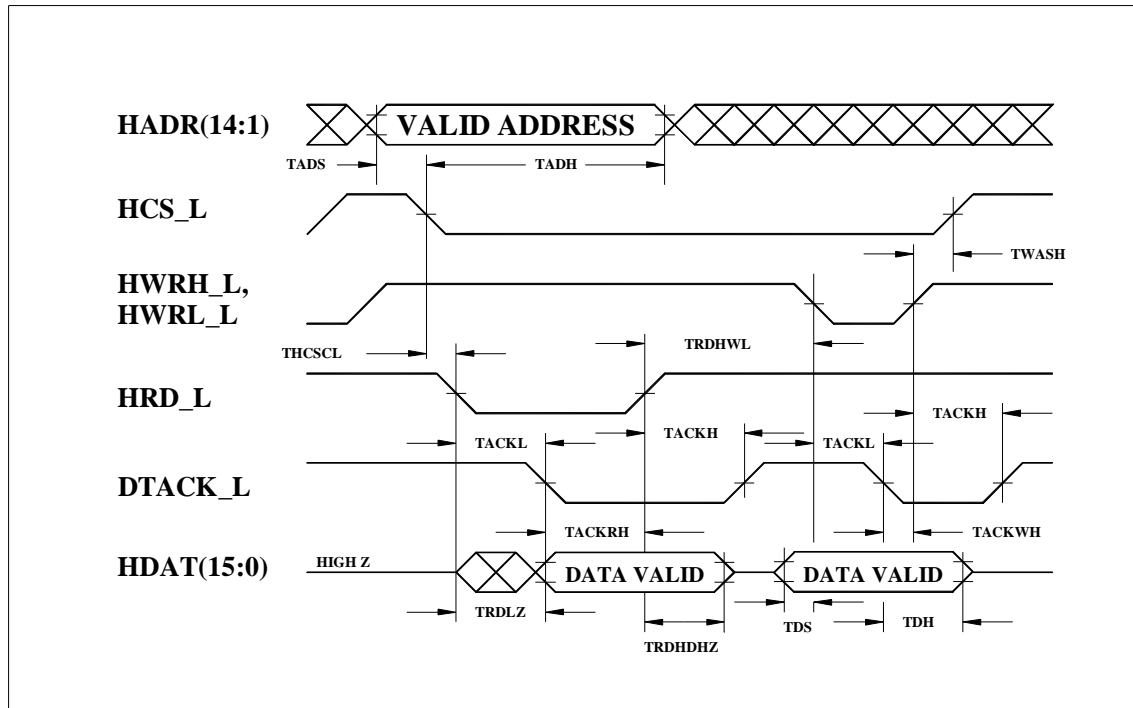 HADR(14:1)
VALID ADDRESS
TADS
TADH
HCS_L
TWASH
HWRH_L,
HWRL_L
THCSCL
TRDHWL
HRD_L
TACKH
TACKL
TACKH
TACKL
DTACK_L
TACKRH
TACKWH
HDAT(15:0)
HIGH Z
DATA VALID
DATA VALID
TRDLZ
TDS
TDH
TRDHDHZ